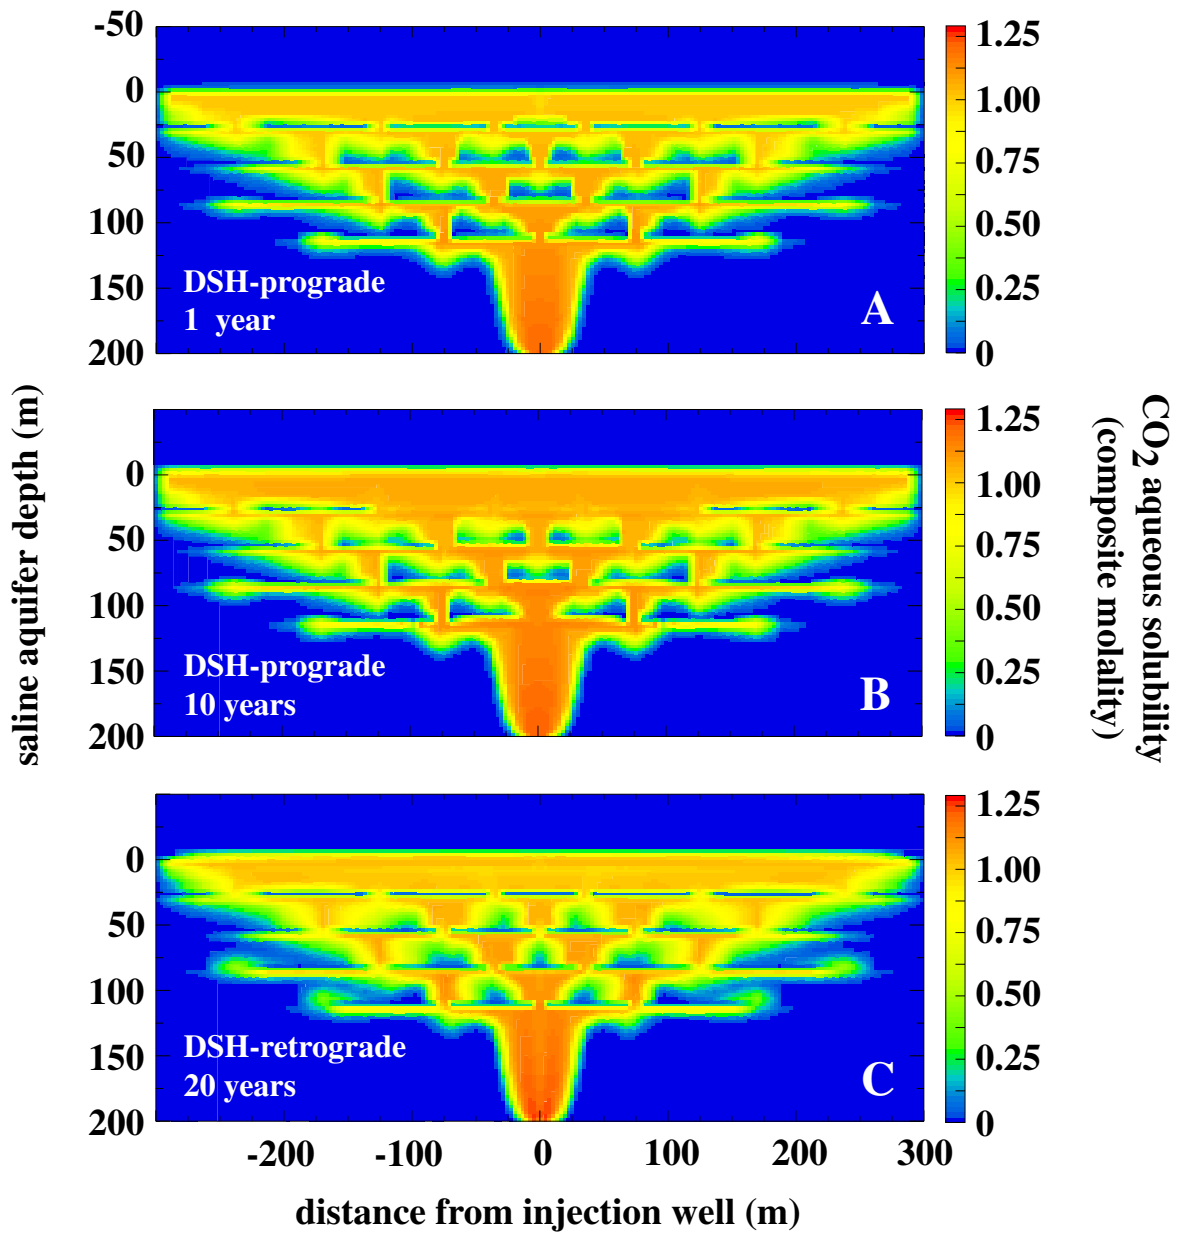 -50
0
50
100
150
200
DSH-prograde
1 year
A
1.25
1.00
0.75
0.50
0.25
0
0
50
100
150
200
DSH-prograde
10 years
B
1.25
1.00
0.75
0.50
0.25
0
0
50
100
150
200
DSH-retrograde
20 years
C
1.25
1.00
0.75
0.50
0.25
0
-200 -100 0 100 200 300
distance from injection well (m)
saline aquifer depth (m)
CO2 aqueous solubility
(composite molality)